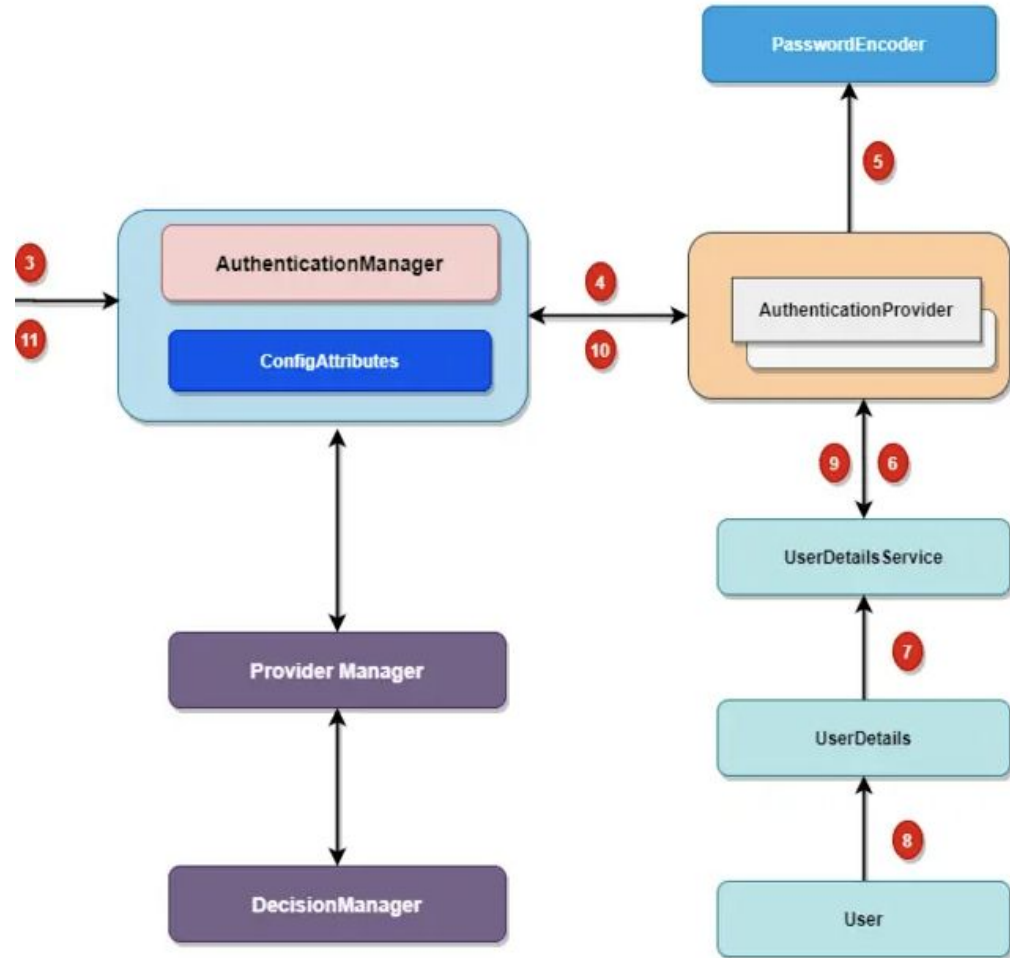 PasswordEncoder
5
3
AuthenticationManager
4
AuthenticationProvider
11
ConfigAttributes
10
9
6
UserDetailsService
7
Provider Manager
UserDetails
8
DecisionManager
User